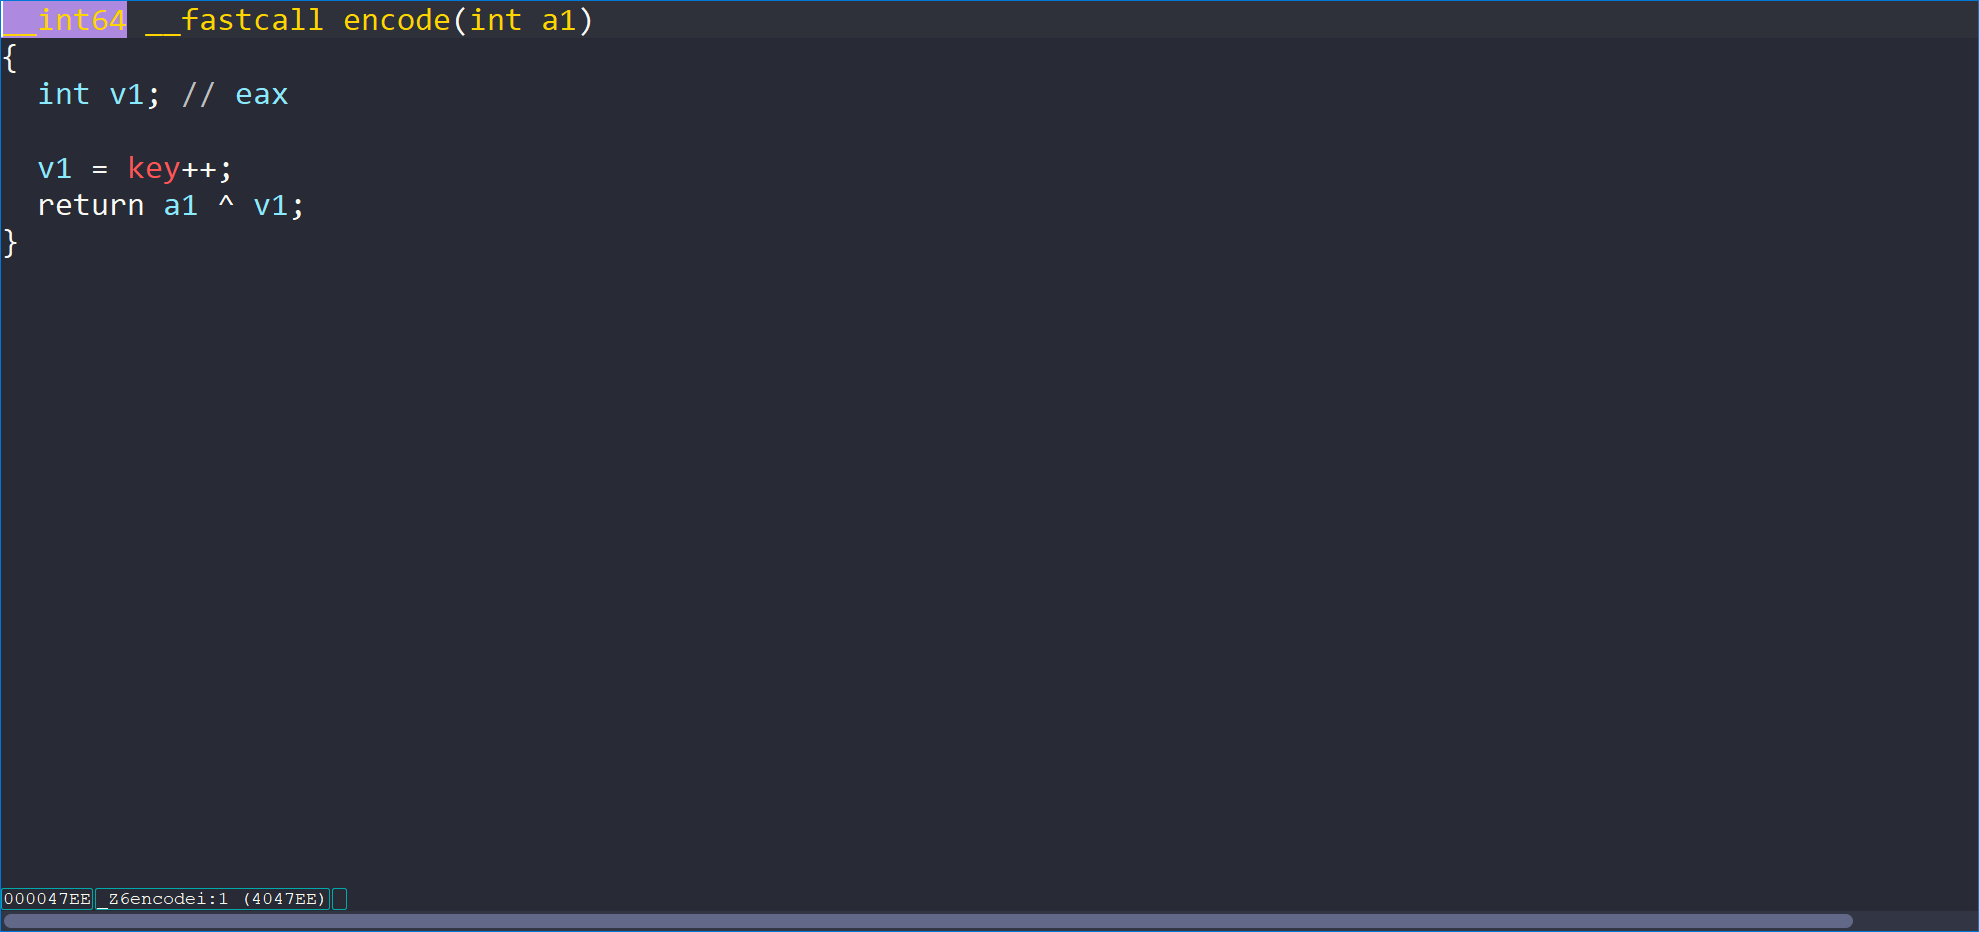 __int64 __fastcall encode(int a1)
{
  int v1; // eax

  v1 = key++;
  return a1 ^ v1;
}
000047EE _Z6encodei:1 (4047EE)